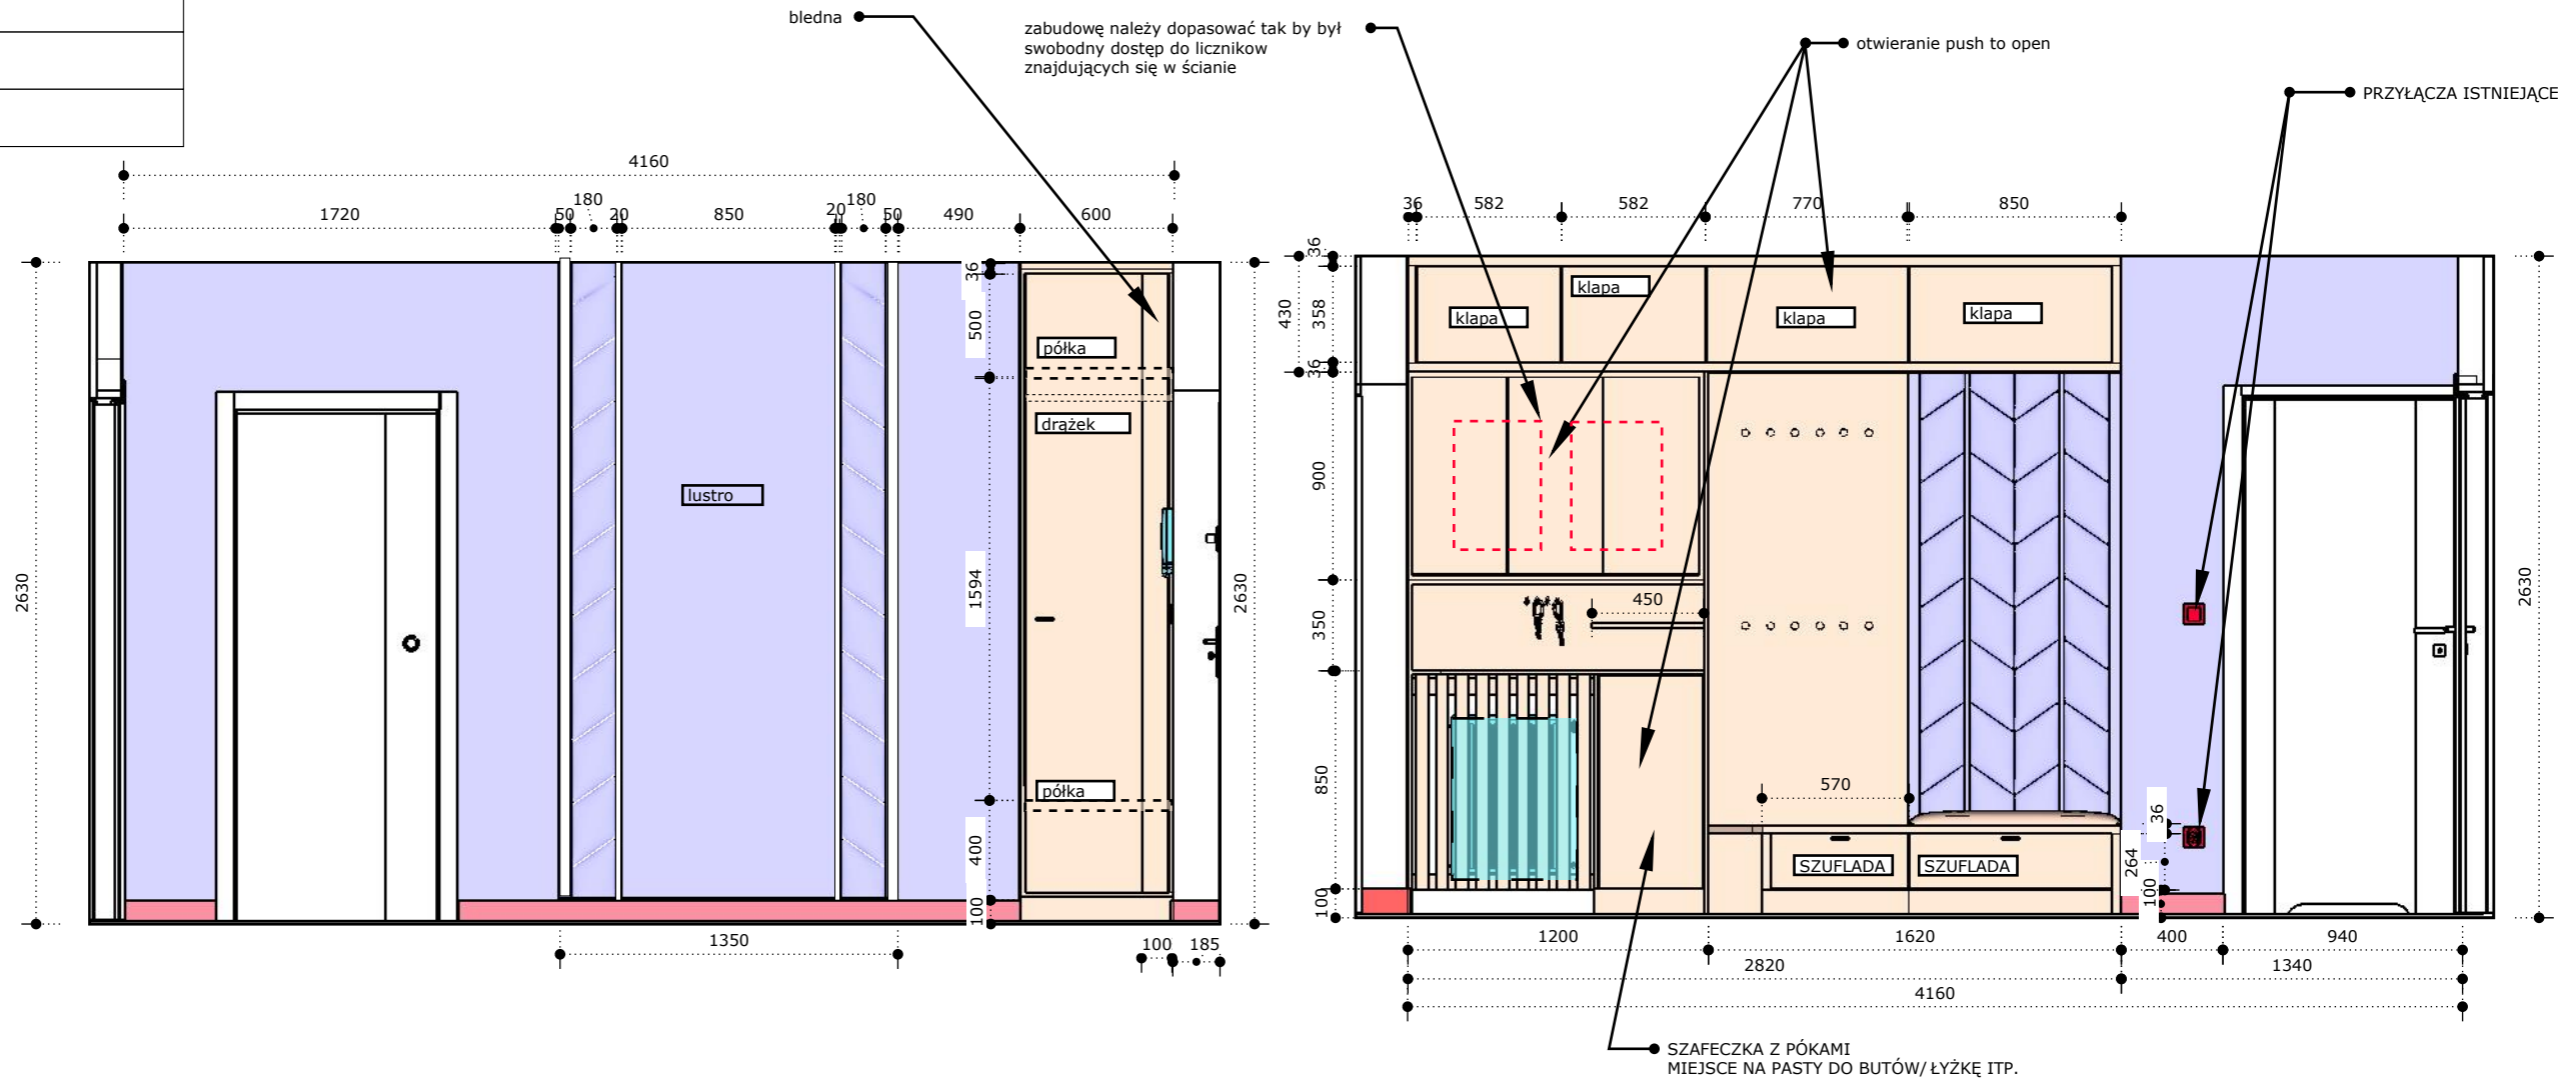 bledna
zabudowę należy dopasować tak by był
swobodny dostęp do licznikow
znajdujących się w ścianie
otwieranie push to open
PRZYŁĄCZA ISTNIEJĄCE
4160
1720
50
180
20
850
20
180
50
490
600
2630
36
500
1594
400
100
półka
drążek
lustro
półka
2630
1350
100
185
36
582
582
770
850
36
430
358
36
900
350
850
100
klapa
klapa
klapa
klapa
450
570
SZUFLADA
SZUFLADA
36
264
100
2630
1200
1620
400
940
2820
1340
4160
SZAFECZKA Z PÓKAMI
MIEJSCE NA PASTY DO BUTÓW/ ŁYŻKĘ ITP.